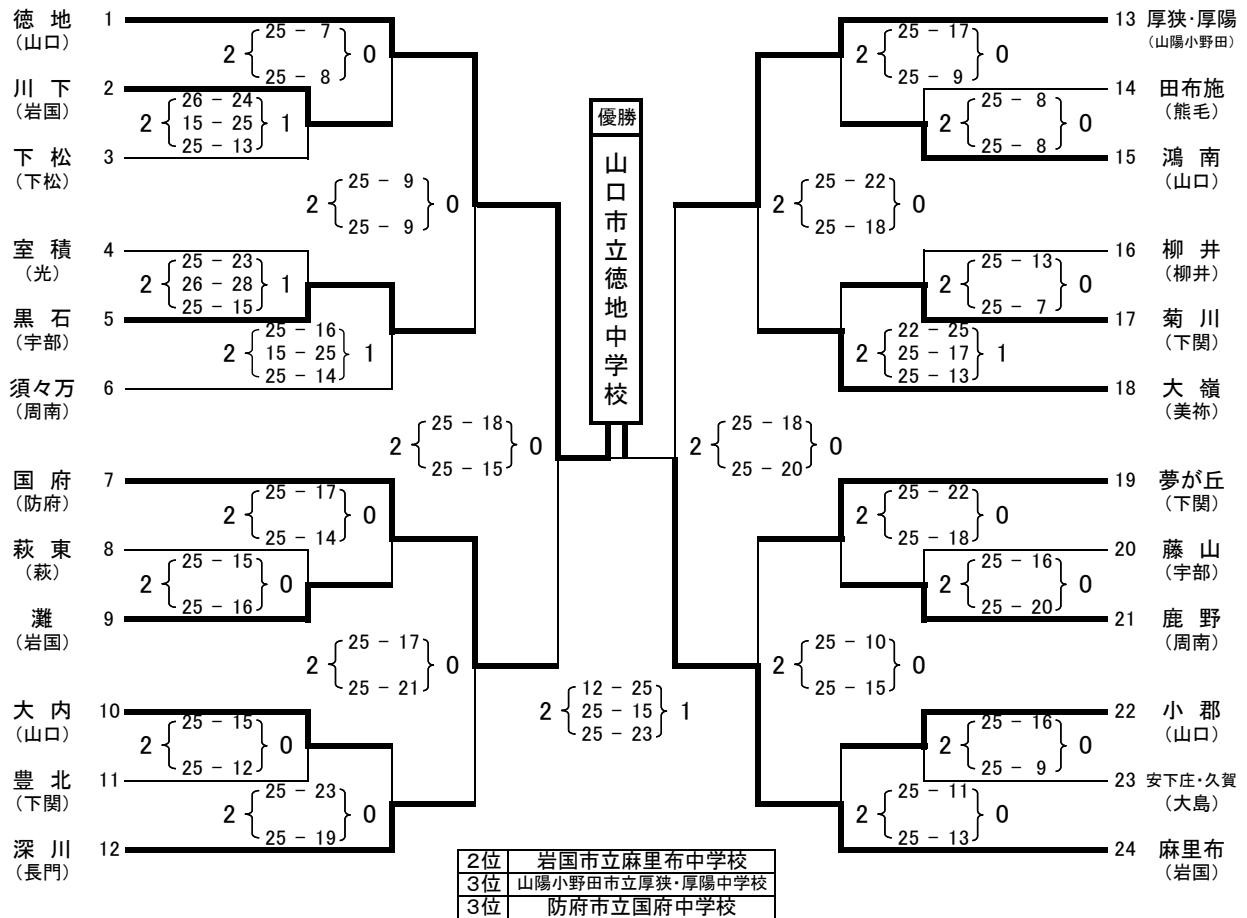 徳 地 1
(山口)
25 - 7
2 0
25 - 8
川 下 2
(岩国)
26 - 24
2 15 - 25 1
25 - 13
下 松 3
(下松)
25 - 9
2 0
25 - 9
室 積 4
(光)
25 - 23
2 26 - 28 1
25 - 15
黒 石 5
(宇部)
25 - 16
2 15 - 25 1
25 - 14
須々万 6
(周南)
25 - 18
2 0
25 - 15
国 府 7
(防府)
25 - 17
2 0
25 - 14
萩 東 8
(萩)
25 - 15
2 0
25 - 16
灘 9
(岩国)
25 - 17
2 0
25 - 21
大 内 10
(山口)
25 - 15
2 0
25 - 12
豊 北 11
(下関)
25 - 23
2 0
25 - 19
深 川 12
(長門)
優勝
山口市立徳地中学校
12 - 25
2 25 - 15 1
25 - 23
13 厚狭・厚陽
(山陽小野田)
25 - 17
2 0
25 - 9
14 田布施
(熊毛)
25 - 8
2 0
25 - 8
15 鴻 南
(山口)
25 - 22
2 0
25 - 18
16 柳 井
(柳井)
25 - 13
2 0
25 - 7
17 菊 川
(下関)
22 - 25
2 25 - 17 1
25 - 13
18 大 嶺
(美祢)
25 - 18
2 0
25 - 20
19 夢が丘
(下関)
25 - 22
2 0
25 - 18
20 藤 山
(宇部)
25 - 16
2 0
25 - 20
21 鹿 野
(周南)
25 - 10
2 0
25 - 15
22 小 郡
(山口)
25 - 16
2 0
25 - 9
23 安下庄・久賀
(大島)
25 - 11
2 0
25 - 13
24 麻里布
(岩国)
2位 岩国市立麻里布中学校
3位 山陽小野田市立厚狭・厚陽中学校
3位 防府市立国府中学校